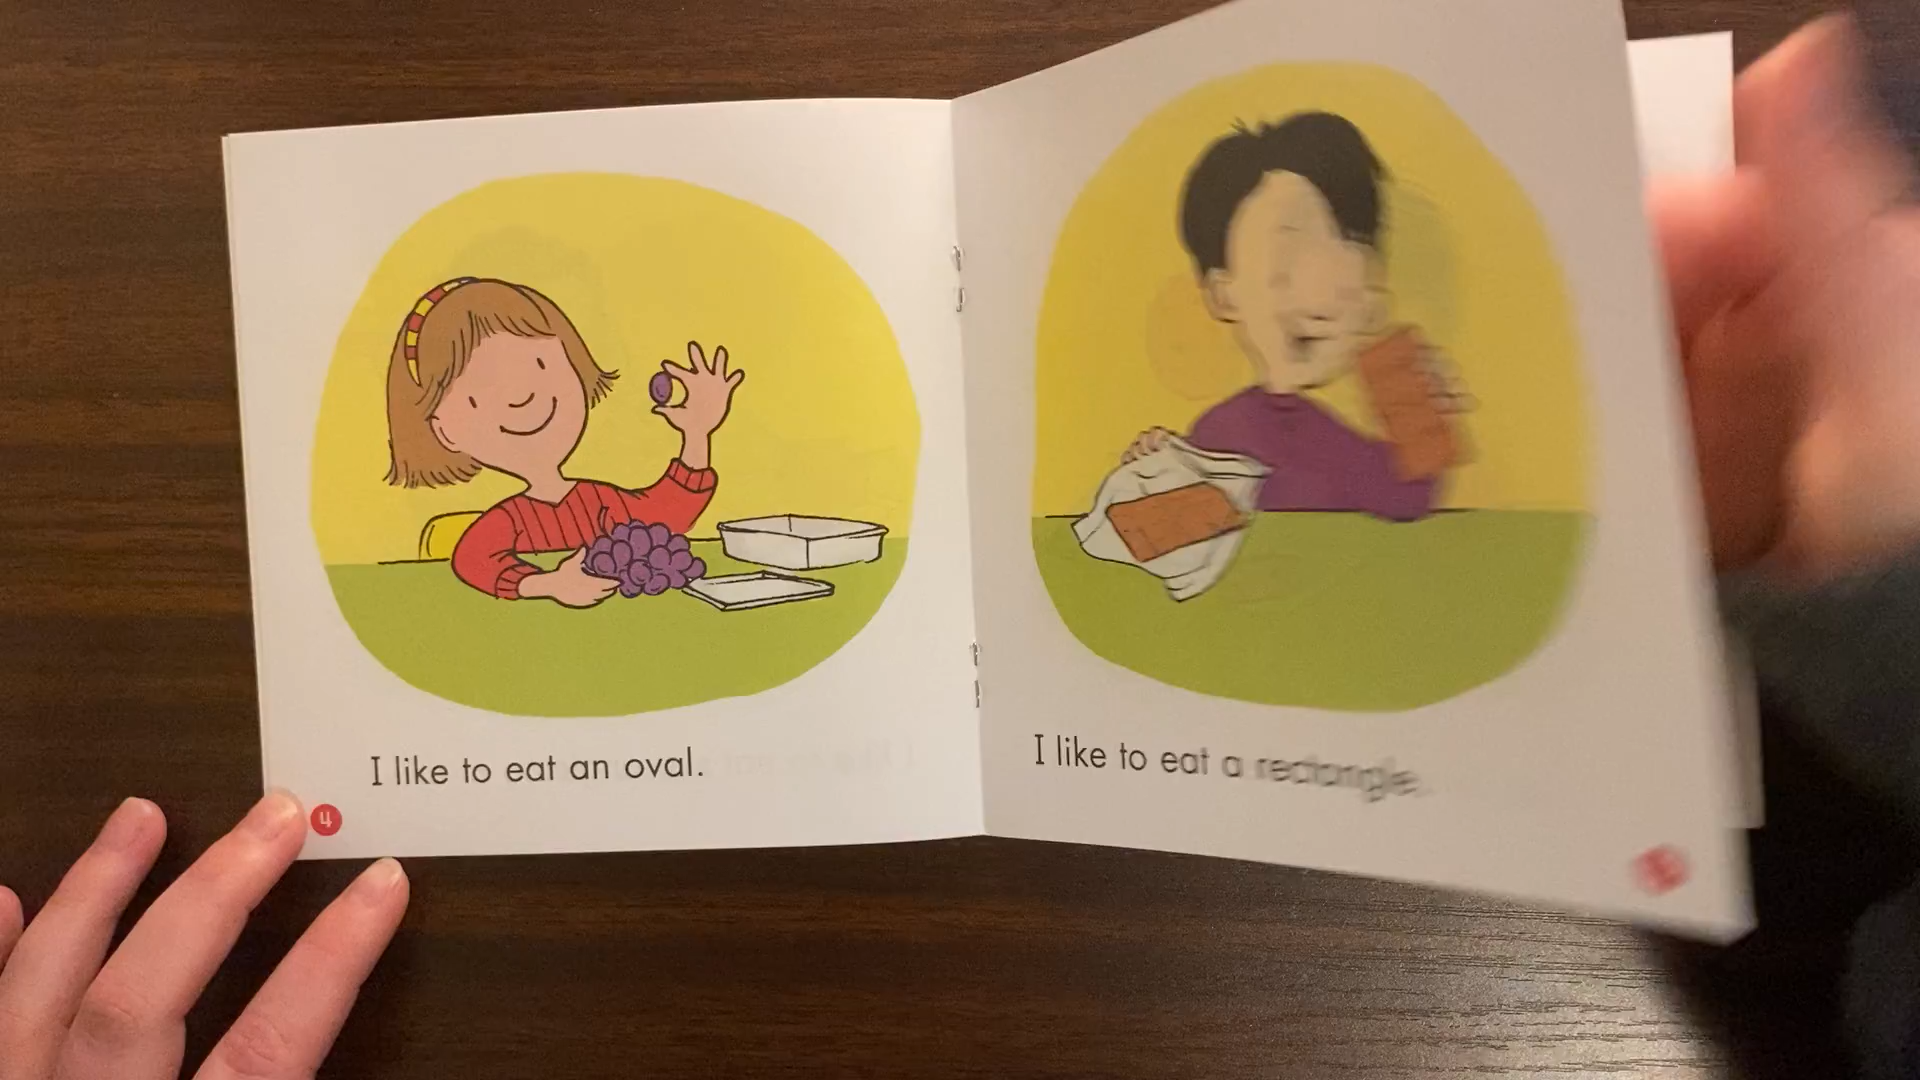 I like to eat an oval.
4
I like to eat a rectangle.